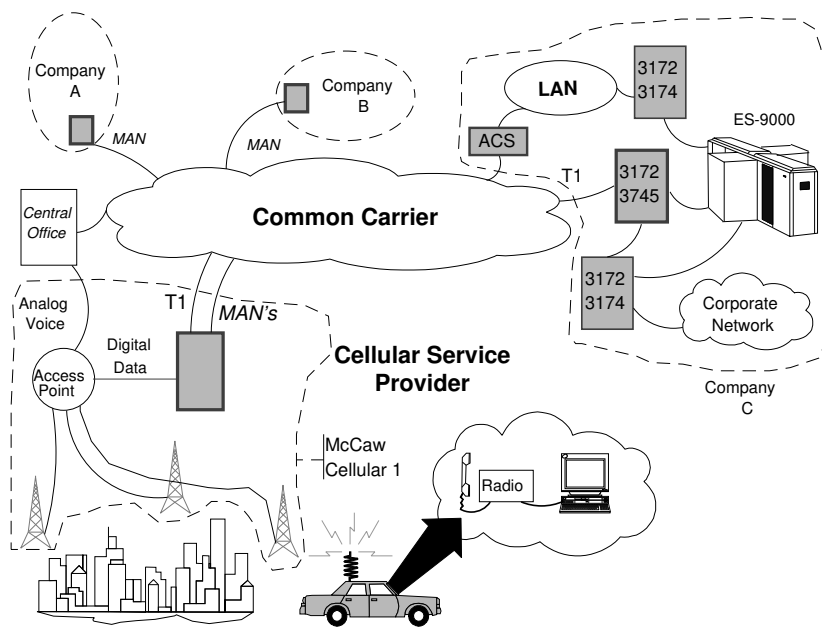 Company
A
MAN
Company
B
MAN
LAN
ACS
3172
3174
ES-9000
T1
3172
3745
Central
Office
Common Carrier
3172
3174
Corporate
Network
Analog
Voice
T1
MAN's
Digital
Data
Access
Point
Cellular Service
Provider
Company
C
McCaw
Cellular 1
Radio